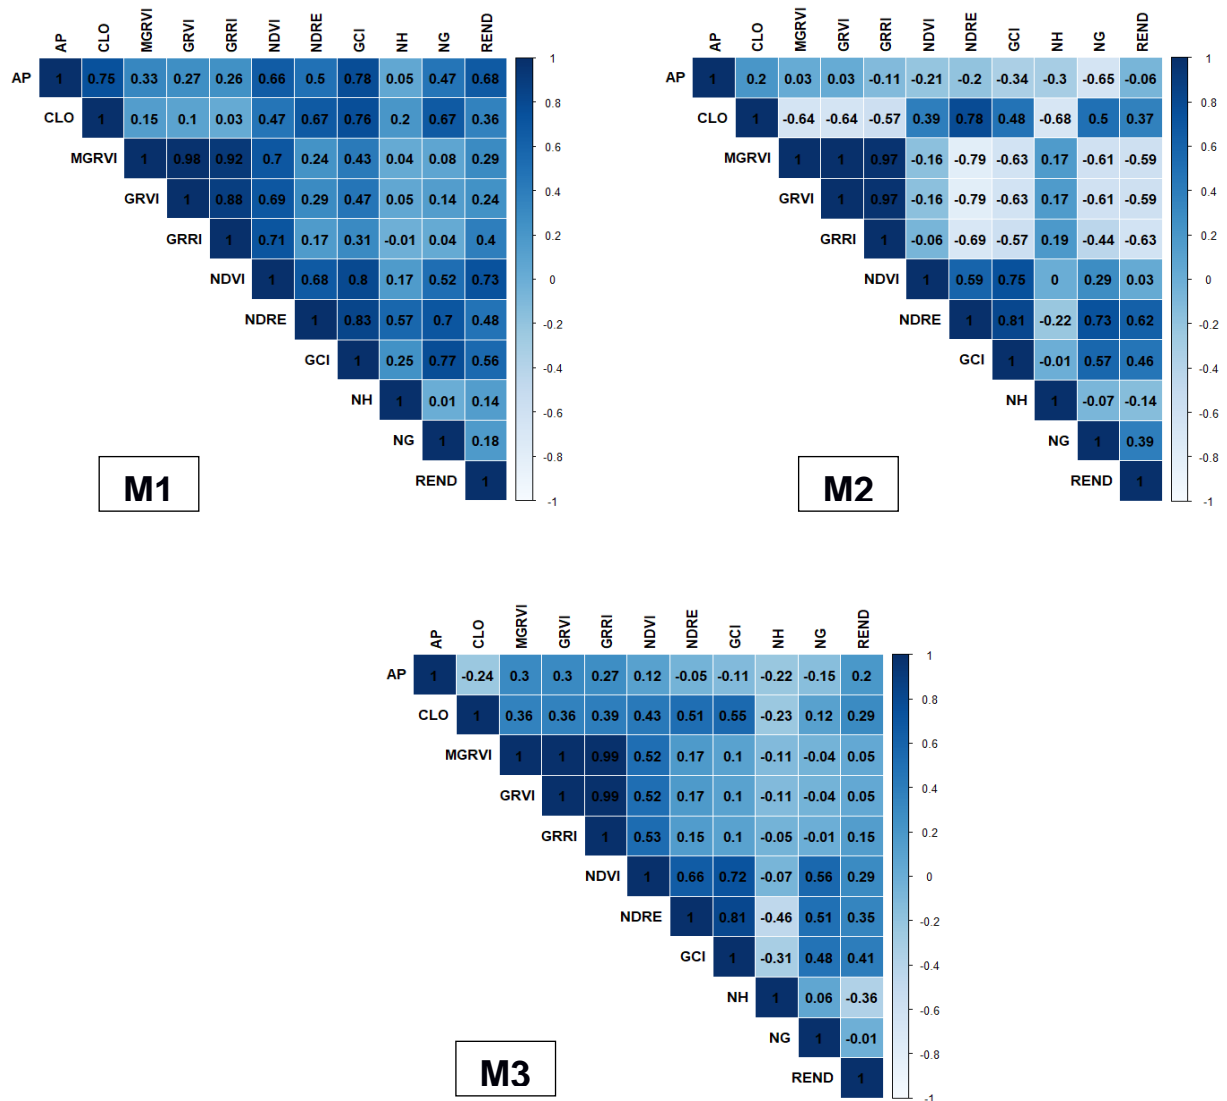 AP CLO MGRVI GRVI GRRI NDVI NDRE GCI NH NG REND
AP 1 0.75 0.33 0.27 0.26 0.66 0.5 0.78 0.05 0.47 0.68
CLO 1 0.15 0.1 0.03 0.47 0.67 0.76 0.2 0.67 0.36
MGRVI 1 0.98 0.92 0.7 0.24 0.43 0.04 0.08 0.29
GRVI 1 0.88 0.69 0.29 0.47 0.05 0.14 0.24
GRRI 1 0.71 0.17 0.31 -0.01 0.04 0.4
NDVI 1 0.68 0.8 0.17 0.52 0.73
NDRE 1 0.83 0.57 0.7 0.48
GCI 1 0.25 0.77 0.56
NH 1 0.01 0.14
NG 1 0.18
REND 1
1
0.8
0.6
0.4
0.2
0
-0.2
-0.4
-0.6
-0.8
-1
M1
AP CLO MGRVI GRVI GRRI NDVI NDRE GCI NH NG REND
AP 1 0.2 0.03 0.03 -0.11 -0.21 -0.2 -0.34 -0.3 -0.65 -0.06
CLO 1 -0.64 -0.64 -0.57 0.39 0.78 0.48 -0.68 0.5 0.37
MGRVI 1 1 0.97 -0.16 -0.79 -0.63 0.17 -0.61 -0.59
GRVI 1 0.97 -0.16 -0.79 -0.63 0.17 -0.61 -0.59
GRRI 1 -0.06 -0.69 -0.57 0.19 -0.44 -0.63
NDVI 1 0.59 0.75 0 0.29 0.03
NDRE 1 0.81 -0.22 0.73 0.62
GCI 1 -0.01 0.57 0.46
NH 1 -0.07 -0.14
NG 1 0.39
REND 1
1
0.8
0.6
0.4
0.2
0
-0.2
-0.4
-0.6
-0.8
-1
M2
AP CLO MGRVI GRVI GRRI NDVI NDRE GCI NH NG REND
AP 1 -0.24 0.3 0.3 0.27 0.12 -0.05 -0.11 -0.22 -0.15 0.2
CLO 1 0.36 0.36 0.39 0.43 0.51 0.55 -0.23 0.12 0.29
MGRVI 1 1 0.99 0.52 0.17 0.1 -0.11 -0.04 0.05
GRVI 1 0.99 0.52 0.17 0.1 -0.11 -0.04 0.05
GRRI 1 0.53 0.15 0.1 -0.05 -0.01 0.15
NDVI 1 0.66 0.72 -0.07 0.56 0.29
NDRE 1 0.81 -0.46 0.51 0.35
GCI 1 -0.31 0.48 0.41
NH 1 0.06 -0.36
NG 1 -0.01
REND 1
1
0.8
0.6
0.4
0.2
0
-0.2
-0.4
-0.6
-0.8
-1
M3